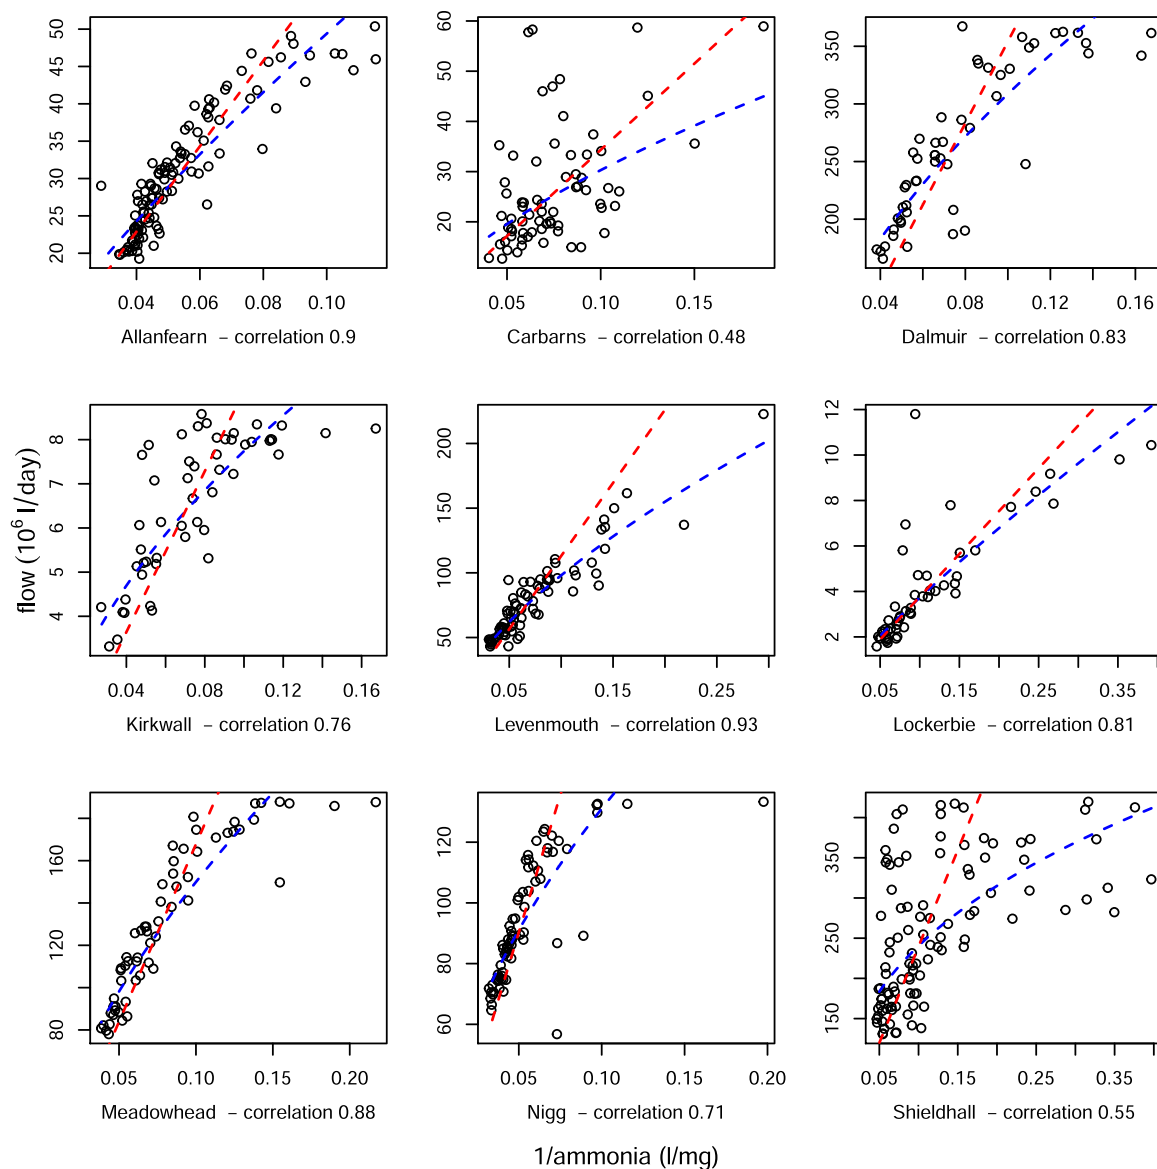 50
45
40
35
30
25
20
0.04 0.06 0.08 0.10
Allanfearn – correlation 0.9
60
50
40
30
20
0.05 0.10 0.15
Carbarns – correlation 0.48
350
300
250
200
0.04 0.08 0.12 0.16
Dalmuir – correlation 0.83
flow (10⁶ l/day)
8
7
6
5
4
0.04 0.08 0.12 0.16
Kirkwall – correlation 0.76
200
150
100
50
0.05 0.15 0.25
Levenmouth – correlation 0.93
12
10
8
6
4
2
0.05 0.15 0.25 0.35
Lockerbie – correlation 0.81
160
120
80
0.05 0.10 0.15 0.20
Meadowhead – correlation 0.88
120
100
80
60
0.05 0.10 0.15 0.20
Nigg – correlation 0.71
350
250
150
0.05 0.15 0.25 0.35
Shieldhall – correlation 0.55
1/ammonia (l/mg)